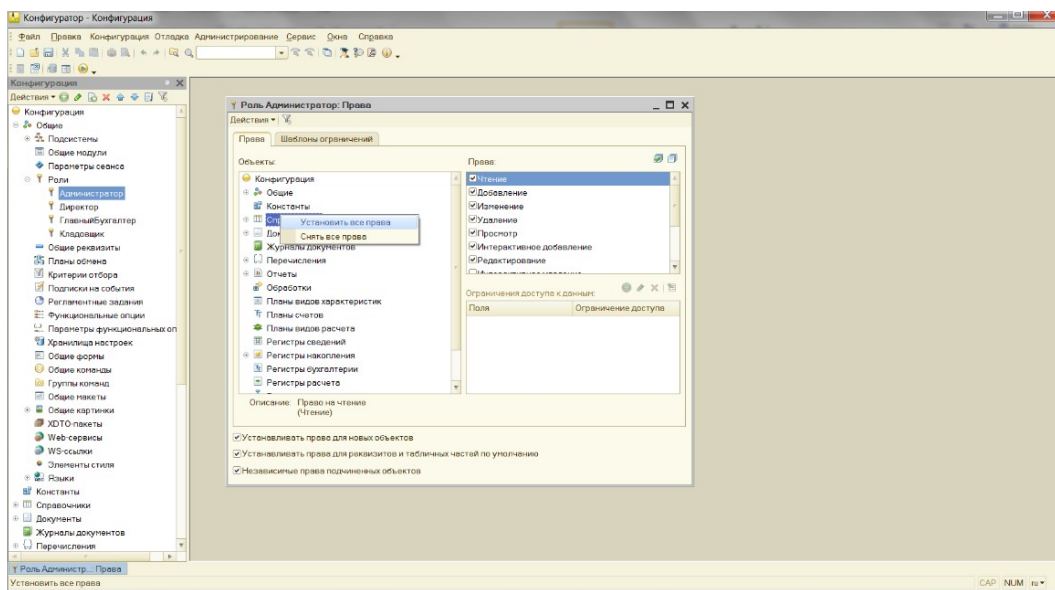 Конфигуратор - Конфигурация
Файл Правка Конфигурация Отладка Администрирование Сервис Окна Справка
Конфигурация
Действия
Конфигурация
Общие
Подсистемы
Общие модули
Параметры сеанса
Роли
Администратор
Директор
ГлавныйБухгалтер
Кладовщик
Общие реквизиты
Планы обмена
Критерии отбора
Подписки на события
Регламентные задания
Функциональные опции
Параметры функциональных оп
Хранилища настроек
Общие формы
Общие команды
Группы команд
Общие макеты
Общие картинки
XDTO-пакеты
Web-сервисы
WS-ссылки
Элементы стиля
Языки
Константы
Справочники
Документы
Журналы документов
Перечисления
Роль Администратор: Права
Действия
Права Шаблоны ограничений
Объекты:
Конфигурация
Общие
Константы
Спр
Док
Журналы документов
Перечисления
Отчеты
Обработки
Планы видов характеристик
Планы счетов
Планы видов расчета
Регистры сведений
Регистры накопления
Регистры бухгалтерии
Регистры расчета
Установить все права
Снять все права
Права:
Чтение
Добавление
Изменение
Удаление
Просмотр
Интерактивное добавление
Редактирование
Ограничения доступа к данным:
Поля Ограничение доступа
Описание: Право на чтение
(Чтение)
Устанавливать права для новых объектов
Устанавливать права для реквизитов и табличных частей по умолчанию
Независимые права подчиненных объектов
Роль Администр... Права
Установить все права
CAP NUM ru